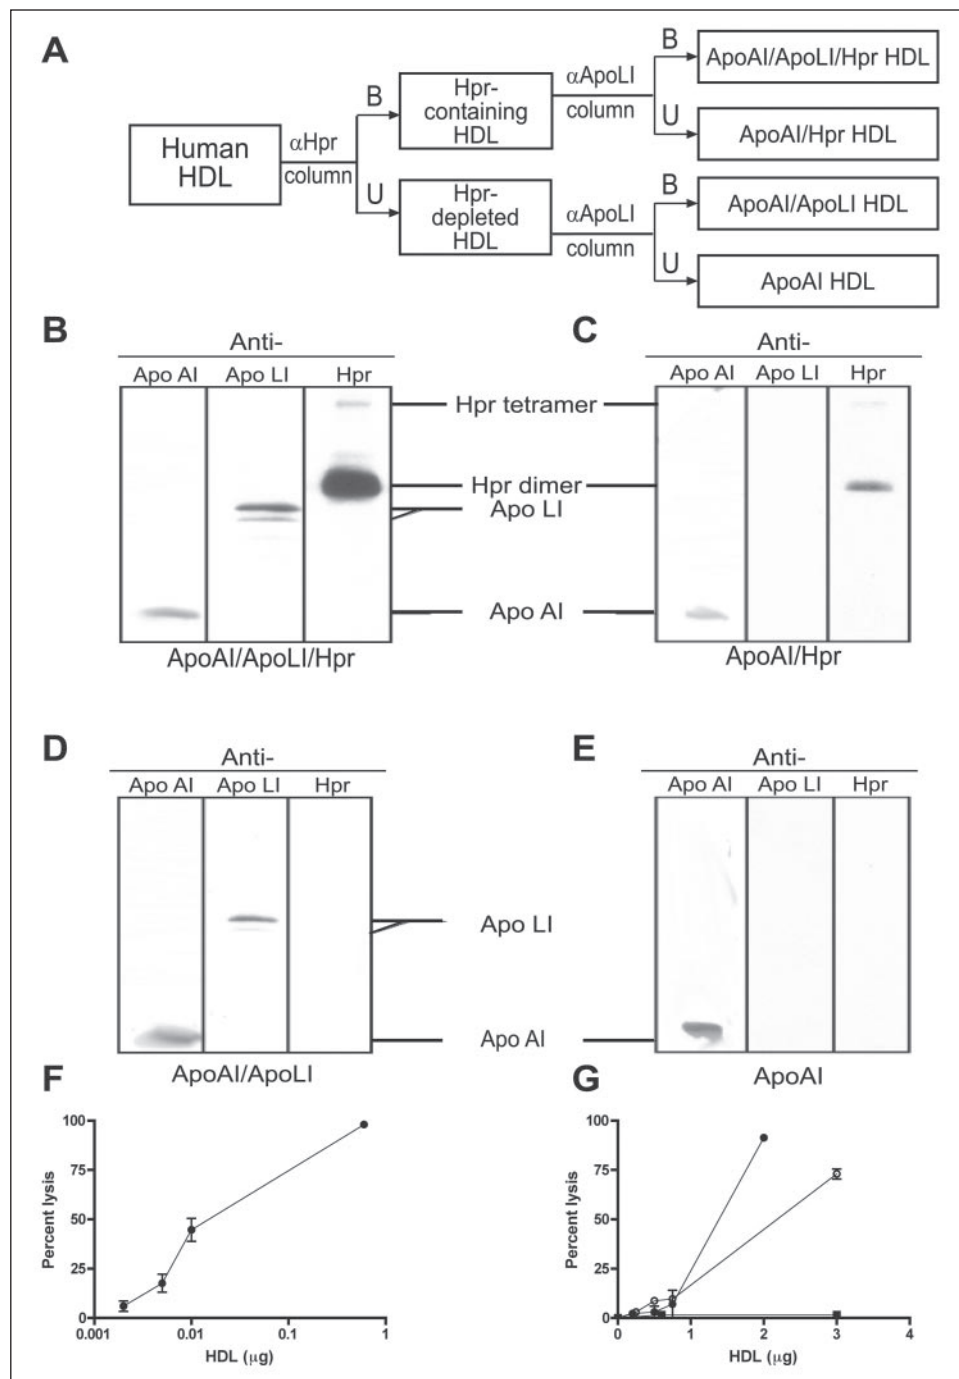 A
Human
HDL
αHpr
column
B
U
Hpr-
containing
HDL
Hpr-
depleted
HDL
αApoLI
column
αApoLI
column
B
U
B
U
ApoAI/ApoLI/Hpr HDL
ApoAI/Hpr HDL
ApoAI/ApoLI HDL
ApoAI HDL
B
Anti-
Apo AI Apo LI Hpr
ApoAI/ApoLI/Hpr
Hpr tetramer
Hpr dimer
Apo LI
Apo AI
C
Anti-
Apo AI Apo LI Hpr
ApoAI/Hpr
D
Anti-
Apo AI Apo LI Hpr
ApoAI/ApoLI
Apo LI
Apo AI
E
Anti-
Apo AI Apo LI Hpr
ApoAI
F
Percent lysis
100
75
50
25
0
0.001 0.01 0.1 1
HDL (μg)
G
Percent lysis
100
75
50
25
0
0 1 2 3 4
HDL (μg)